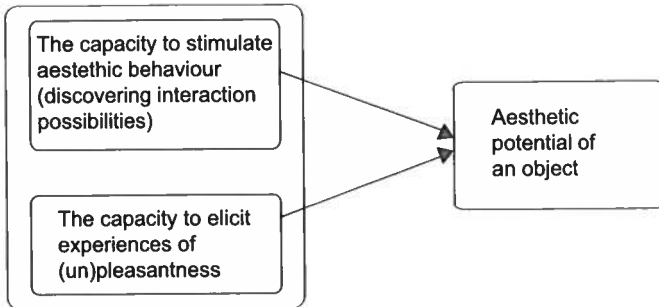 The capacity to stimulate
aestethic behaviour
(discovering interaction
possibilities)
The capacity to elicit
experiences of
(un)pleasantness
Aesthetic
potential of
an object